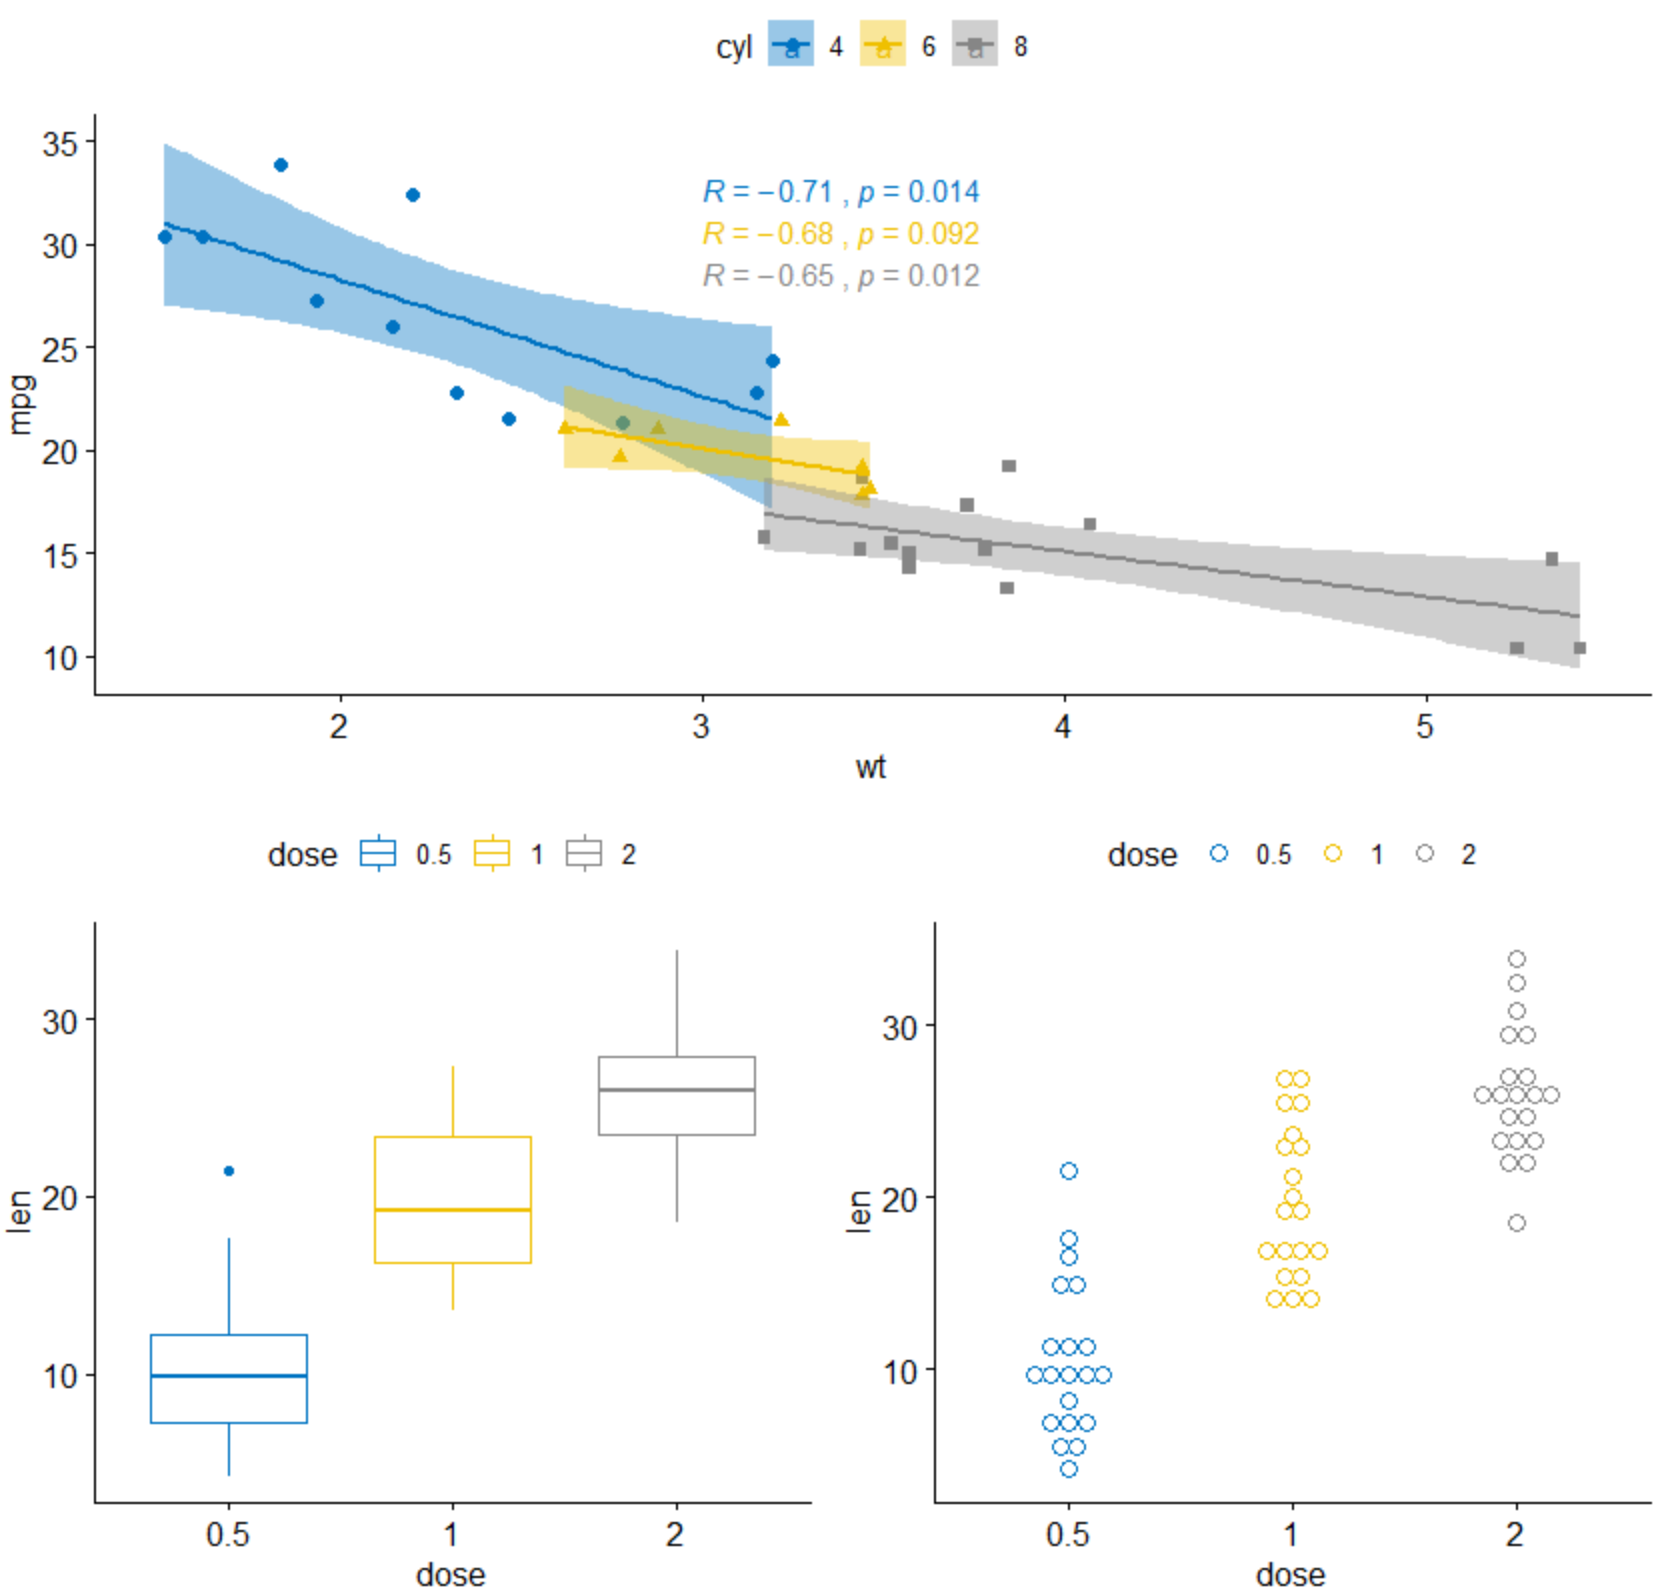 cyl 4 6 8
35
30
25
20
15
10
mpg
R = −0.71 , p = 0.014
R = −0.68 , p = 0.092
R = −0.65 , p = 0.012
2 3 4 5
wt
dose 0.5 1 2
30
20
10
len
0.5 1 2
dose
dose 0.5 1 2
30
20
10
len
0.5 1 2
dose